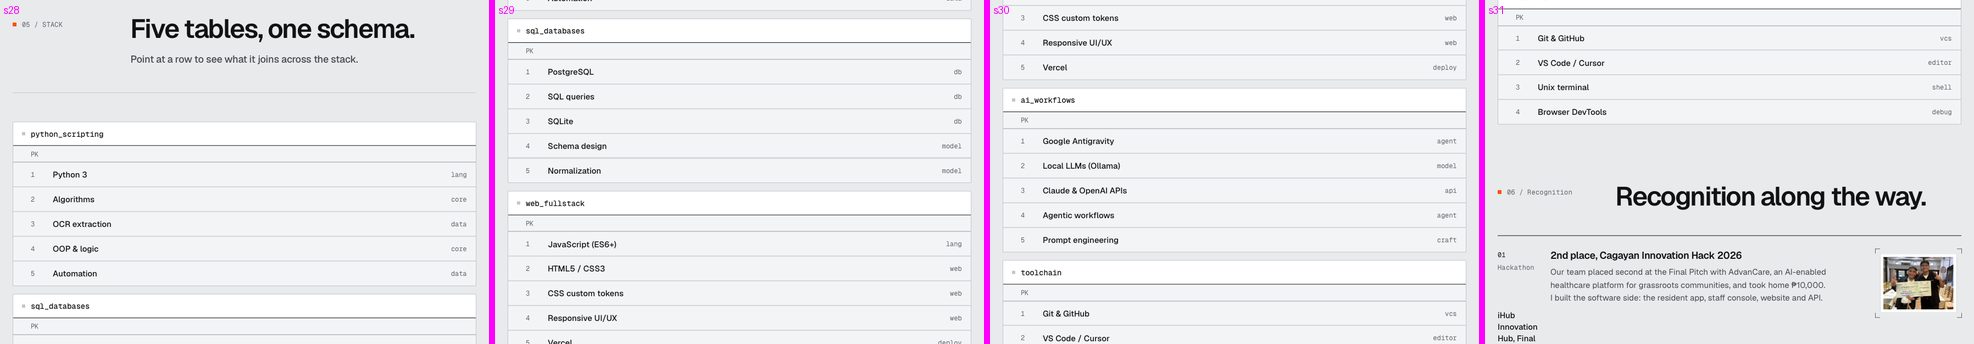 s28
05 / STACK
Five tables, one schema.
Point at a row to see what it joins across the stack.
python_scripting
PK
1 Python 3 lang
2 Algorithms core
3 OCR extraction data
4 OOP & logic core
5 Automation data
sql_databases
PK
s29
Automation
sql_databases
PK
1 PostgreSQL db
2 SQL queries db
3 SQLite db
4 Schema design model
5 Normalization model
web_fullstack
PK
1 JavaScript (ES6+) lang
2 HTML5 / CSS3 web
3 CSS custom tokens web
4 Responsive UI/UX web
5 Vercel deploy
s30
3 CSS custom tokens web
4 Responsive UI/UX web
5 Vercel deploy
ai_workflows
PK
1 Google Antigravity agent
2 Local LLMs (Ollama) model
3 Claude & OpenAI APIs api
4 Agentic workflows agent
5 Prompt engineering craft
toolchain
PK
1 Git & GitHub vcs
2 VS Code / Cursor editor
s31
PK
1 Git & GitHub vcs
2 VS Code / Cursor editor
3 Unix terminal shell
4 Browser DevTools debug
06 / Recognition
Recognition along the way.
01
Hackathon
2nd place, Cagayan Innovation Hack 2026
Our team placed second at the Final Pitch with AdvanCare, an AI-enabled
healthcare platform for grassroots communities, and took home ₱10,000.
I built the software side: the resident app, staff console, website and API.
iHub
Innovation
Hub, Final